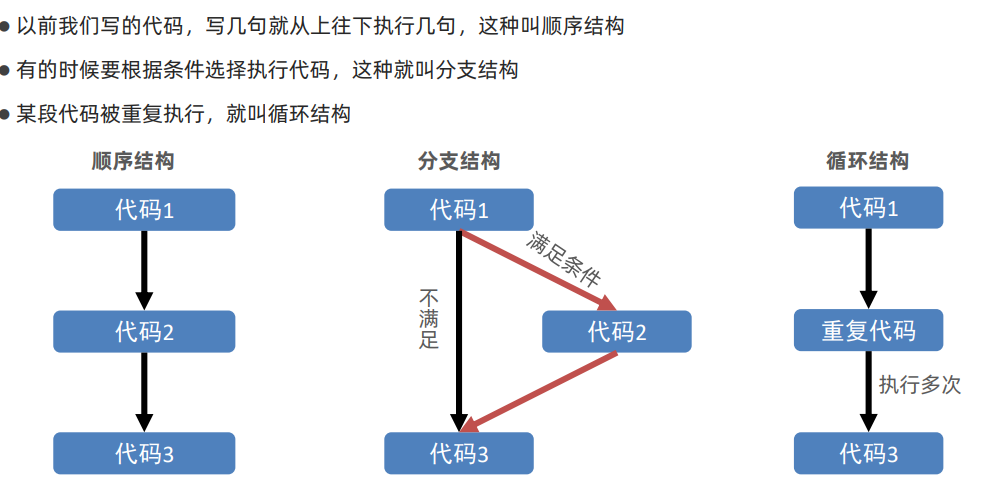 以前我们写的代码，写几句就从上往下执行几句，这种叫顺序结构
有的时候要根据条件选择执行代码，这种就叫分支结构
某段代码被重复执行，就叫循环结构
顺序结构
代码1
代码2
代码3
分支结构
代码1
满足条件
不满足
代码2
代码3
循环结构
代码1
重复代码
执行多次
代码3